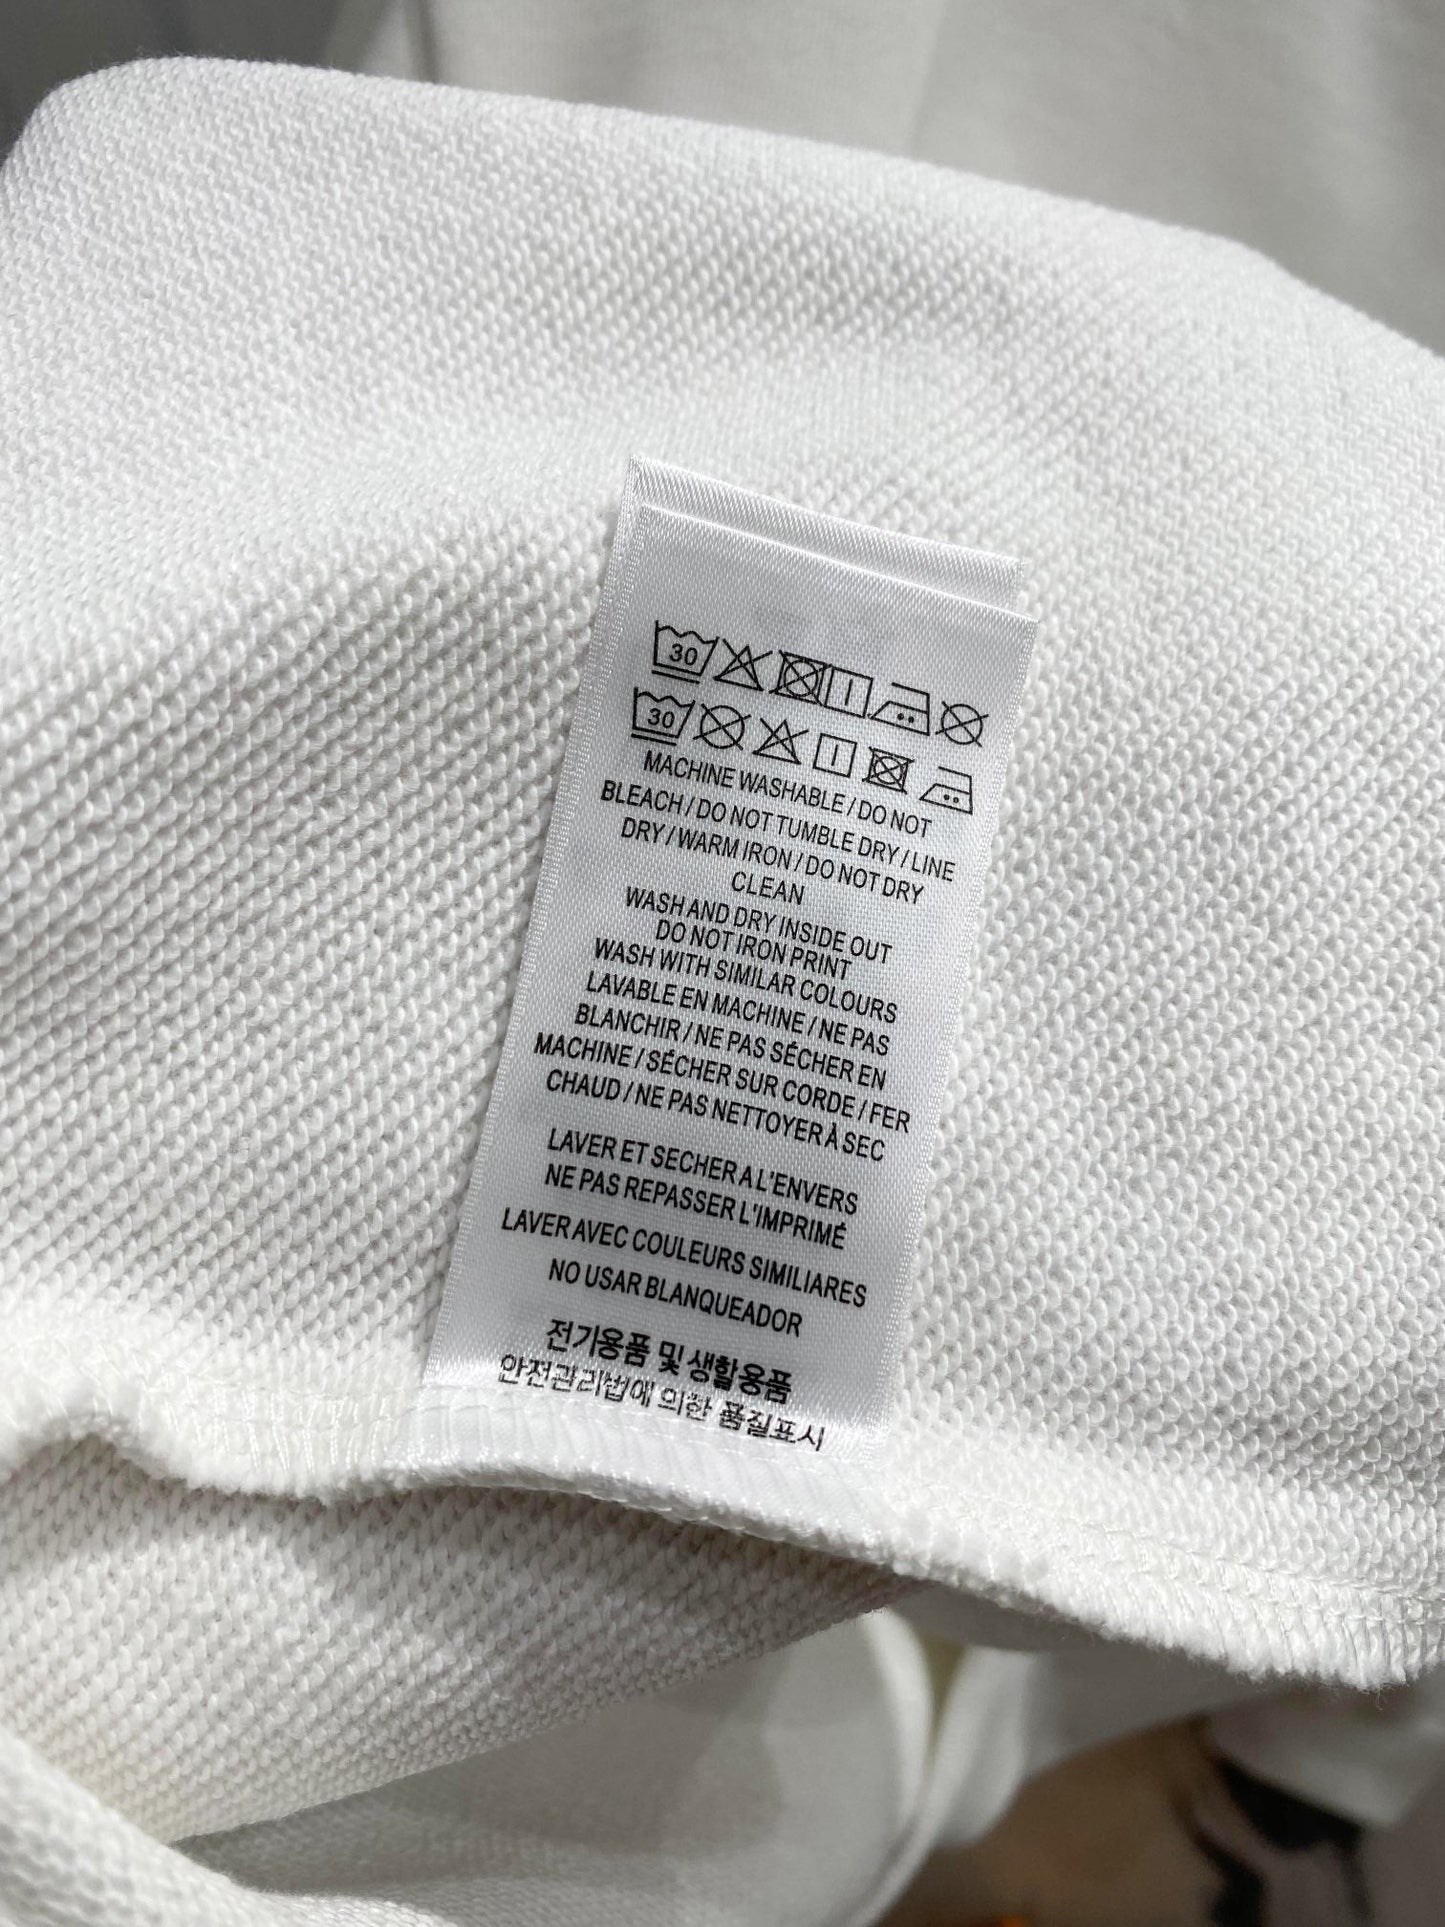 30
30
MACHINE WASHABLE / DO NOT
BLEACH / DO NOT TUMBLE DRY / LINE
DRY / WARM IRON / DO NOT DRY
CLEAN
WASH AND DRY INSIDE OUT
DO NOT IRON PRINT
WASH WITH SIMILAR COLOURS
LAVABLE EN MACHINE / NE PAS
BLANCHIR / NE PAS SÉCHER EN
MACHINE / SÉCHER SUR CORDE / FER
CHAUD / NE PAS NETTOYER À SEC
LAVER ET SECHER A L'ENVERS
NE PAS REPASSER L'IMPRIMÉ
LAVER AVEC COULEURS SIMILIARES
NO USAR BLANQUEADOR
전기용품 및 생활용품
안전관리법에 의한 품질표시